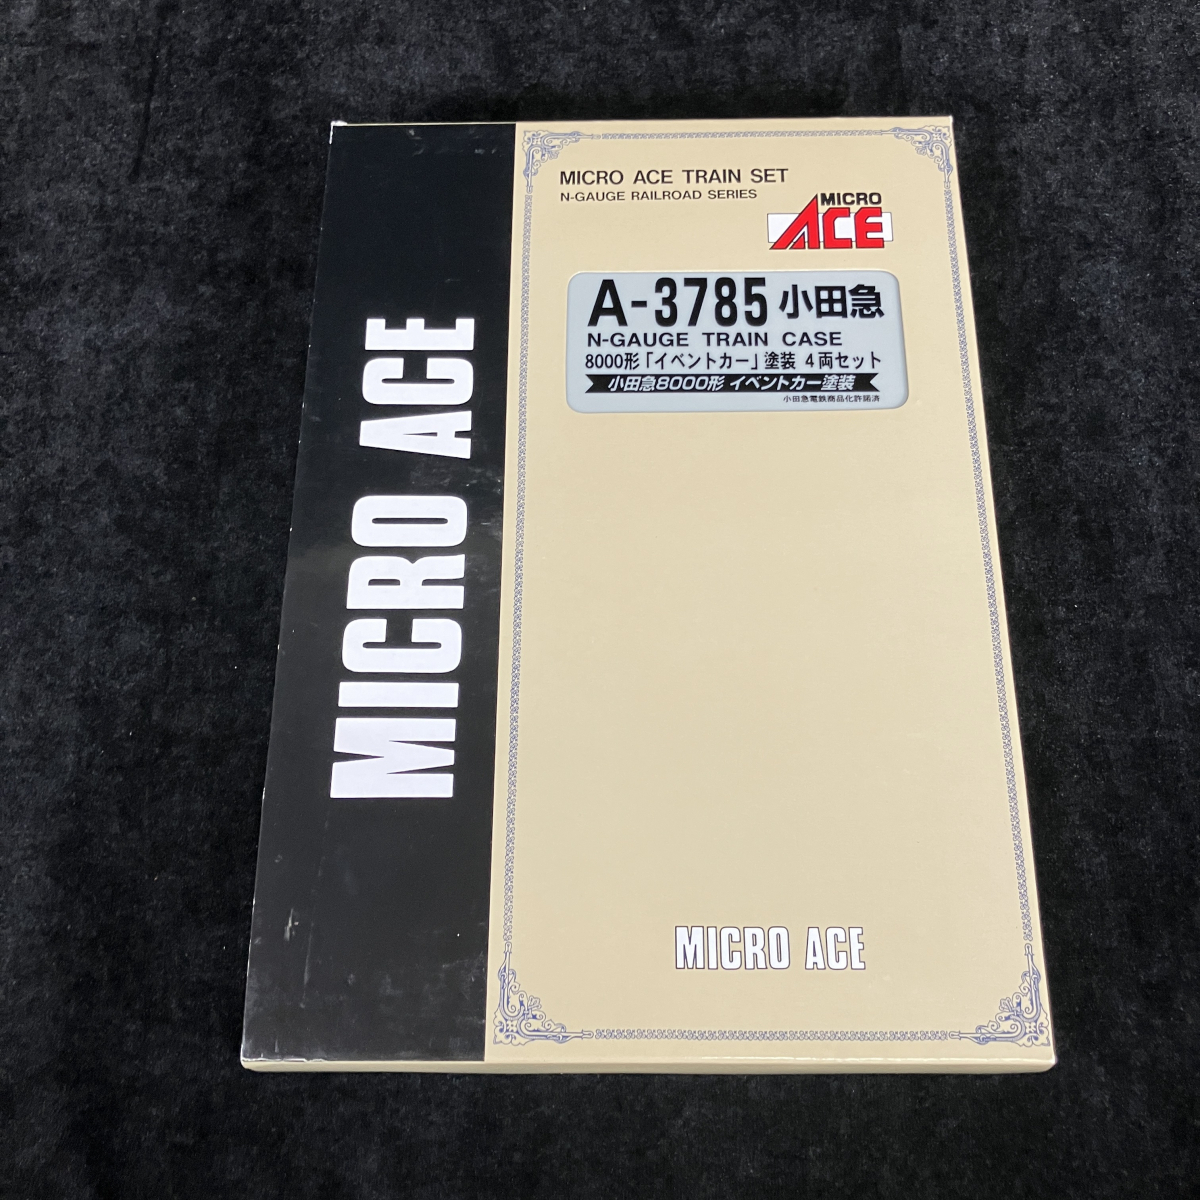 MICRO ACE
MICRO ACE TRAIN SET
N-GAUGE RAILROAD SERIES
MICRO
ACE
A-3785 小田急
N-GAUGE TRAIN CASE
8000形「イベントカー」塗装 4両セット
小田急8000形 イベントカー塗装
小田急電鉄商品化許諾済
MICRO ACE